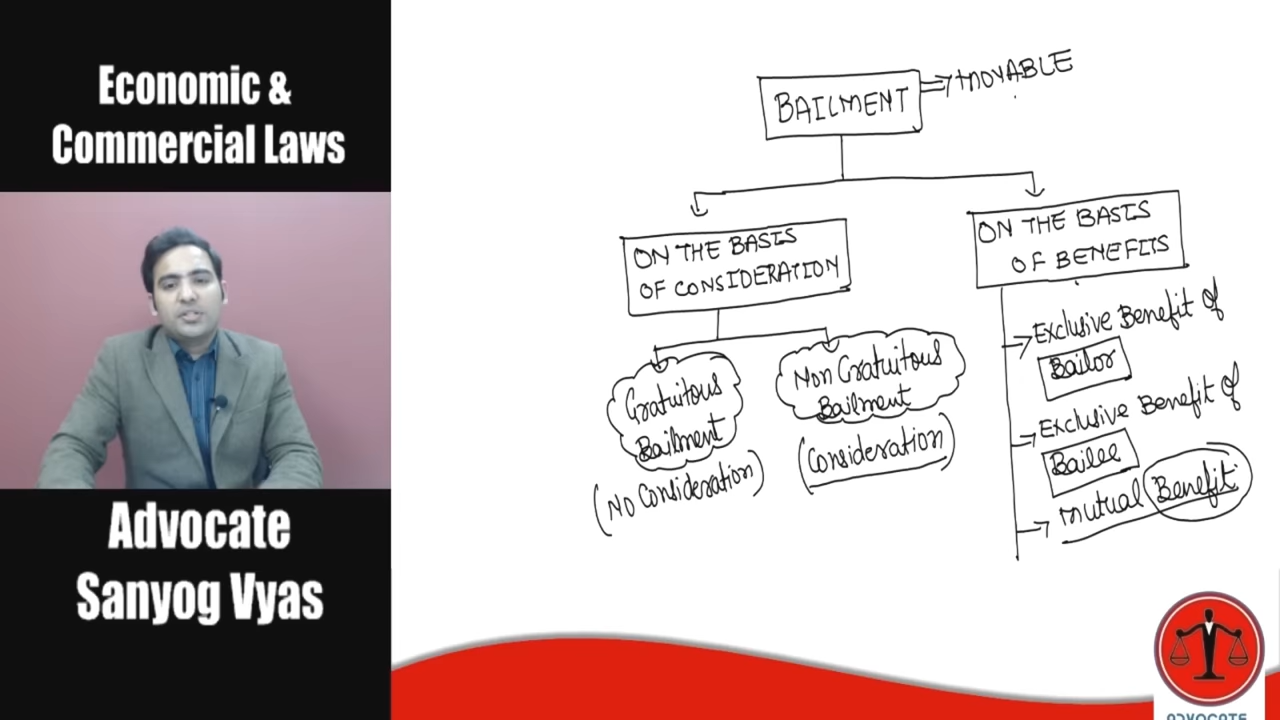 Economic &
Commercial Laws
Advocate
Sanyog Vyas
BAILMENT
MOVABLE
ON THE BASIS
OF CONSIDERATION
Gratuitous
Bailment
(No Consideration)
Non Gratuitous
Bailment
(Consideration)
ON THE BASIS
OF BENEFITS
Exclusive Benefit of
Bailor
Exclusive Benefit of
Bailee
Mutual Benefit
ADVOCATE